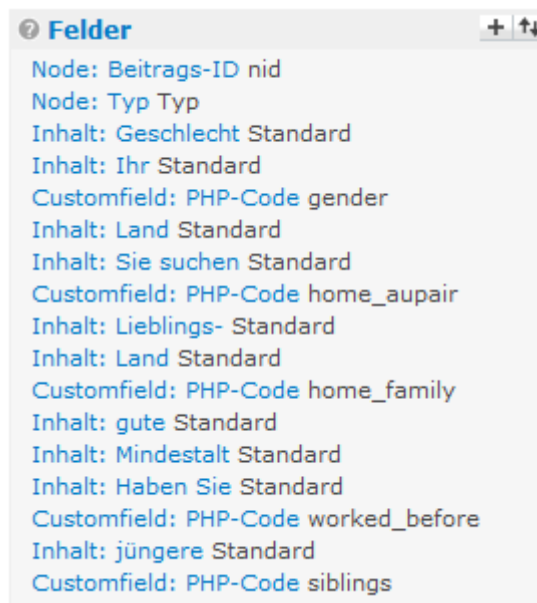 Felder
Node: Beitrags-ID nid
Node: Typ Typ
Inhalt: Geschlecht Standard
Inhalt: Ihr Standard
Customfield: PHP-Code gender
Inhalt: Land Standard
Inhalt: Sie suchen Standard
Customfield: PHP-Code home_aupair
Inhalt: Lieblings- Standard
Inhalt: Land Standard
Customfield: PHP-Code home_family
Inhalt: gute Standard
Inhalt: Mindestalt Standard
Inhalt: Haben Sie Standard
Customfield: PHP-Code worked_before
Inhalt: jüngere Standard
Customfield: PHP-Code siblings